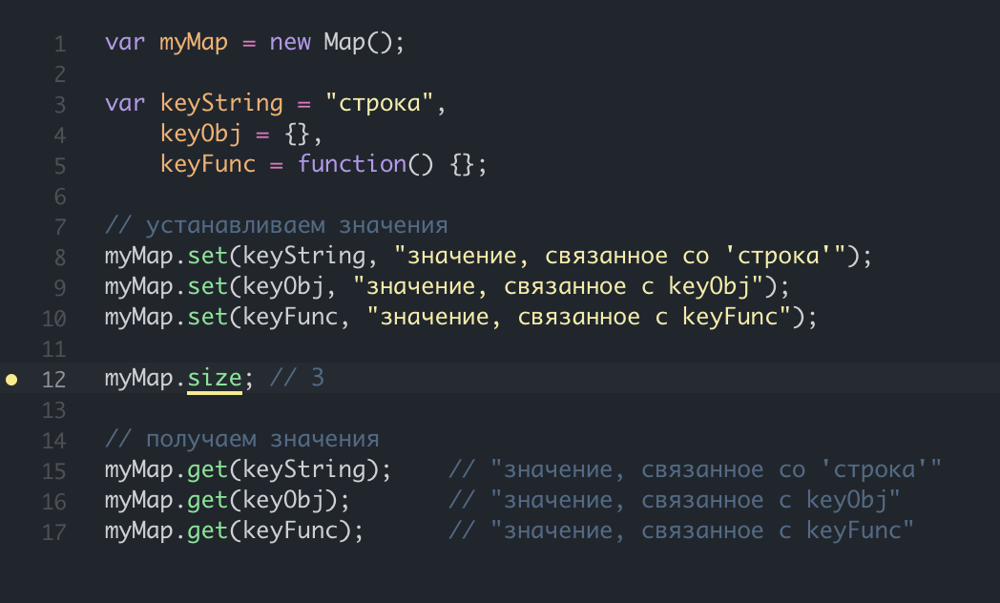 1 var myMap = new Map();
2
3 var keyString = "строка",
4 keyObj = {},
5 keyFunc = function() {};
6
7 // устанавливаем значения
8 myMap.set(keyString, "значение, связанное со 'строка'");
9 myMap.set(keyObj, "значение, связанное с keyObj");
10 myMap.set(keyFunc, "значение, связанное с keyFunc");
11
12 myMap.size; // 3
13
14 // получаем значения
15 myMap.get(keyString); // "значение, связанное со 'строка'"
16 myMap.get(keyObj); // "значение, связанное с keyObj"
17 myMap.get(keyFunc); // "значение, связанное с keyFunc"